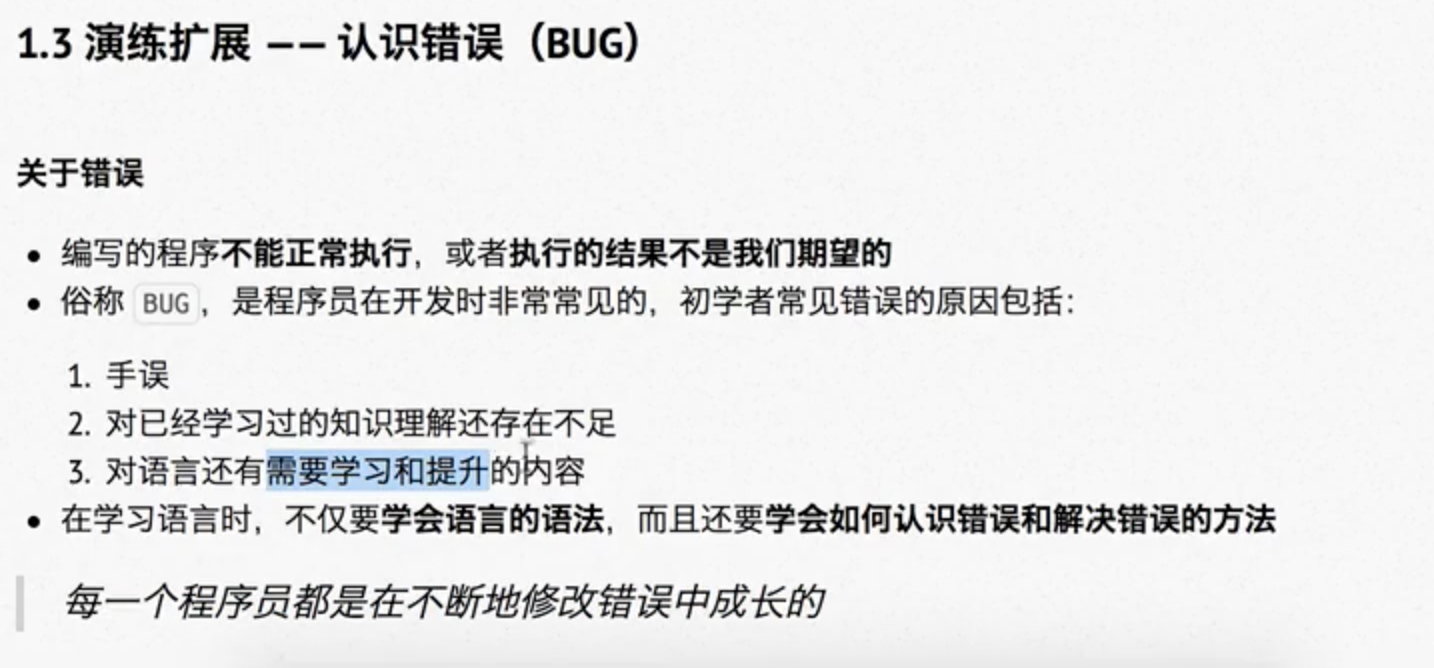 1.3 演练扩展 —— 认识错误（BUG）
关于错误
• 编写的程序不能正常执行，或者执行的结果不是我们期望的
• 俗称 BUG，是程序员在开发时非常常见的，初学者常见错误的原因包括：
1. 手误
2. 对已经学习过的知识理解还存在不足
3. 对语言还有需要学习和提升的内容
• 在学习语言时，不仅要学会语言的语法，而且还要学会如何认识错误和解决错误的方法
每一个程序员都是在不断地修改错误中成长的